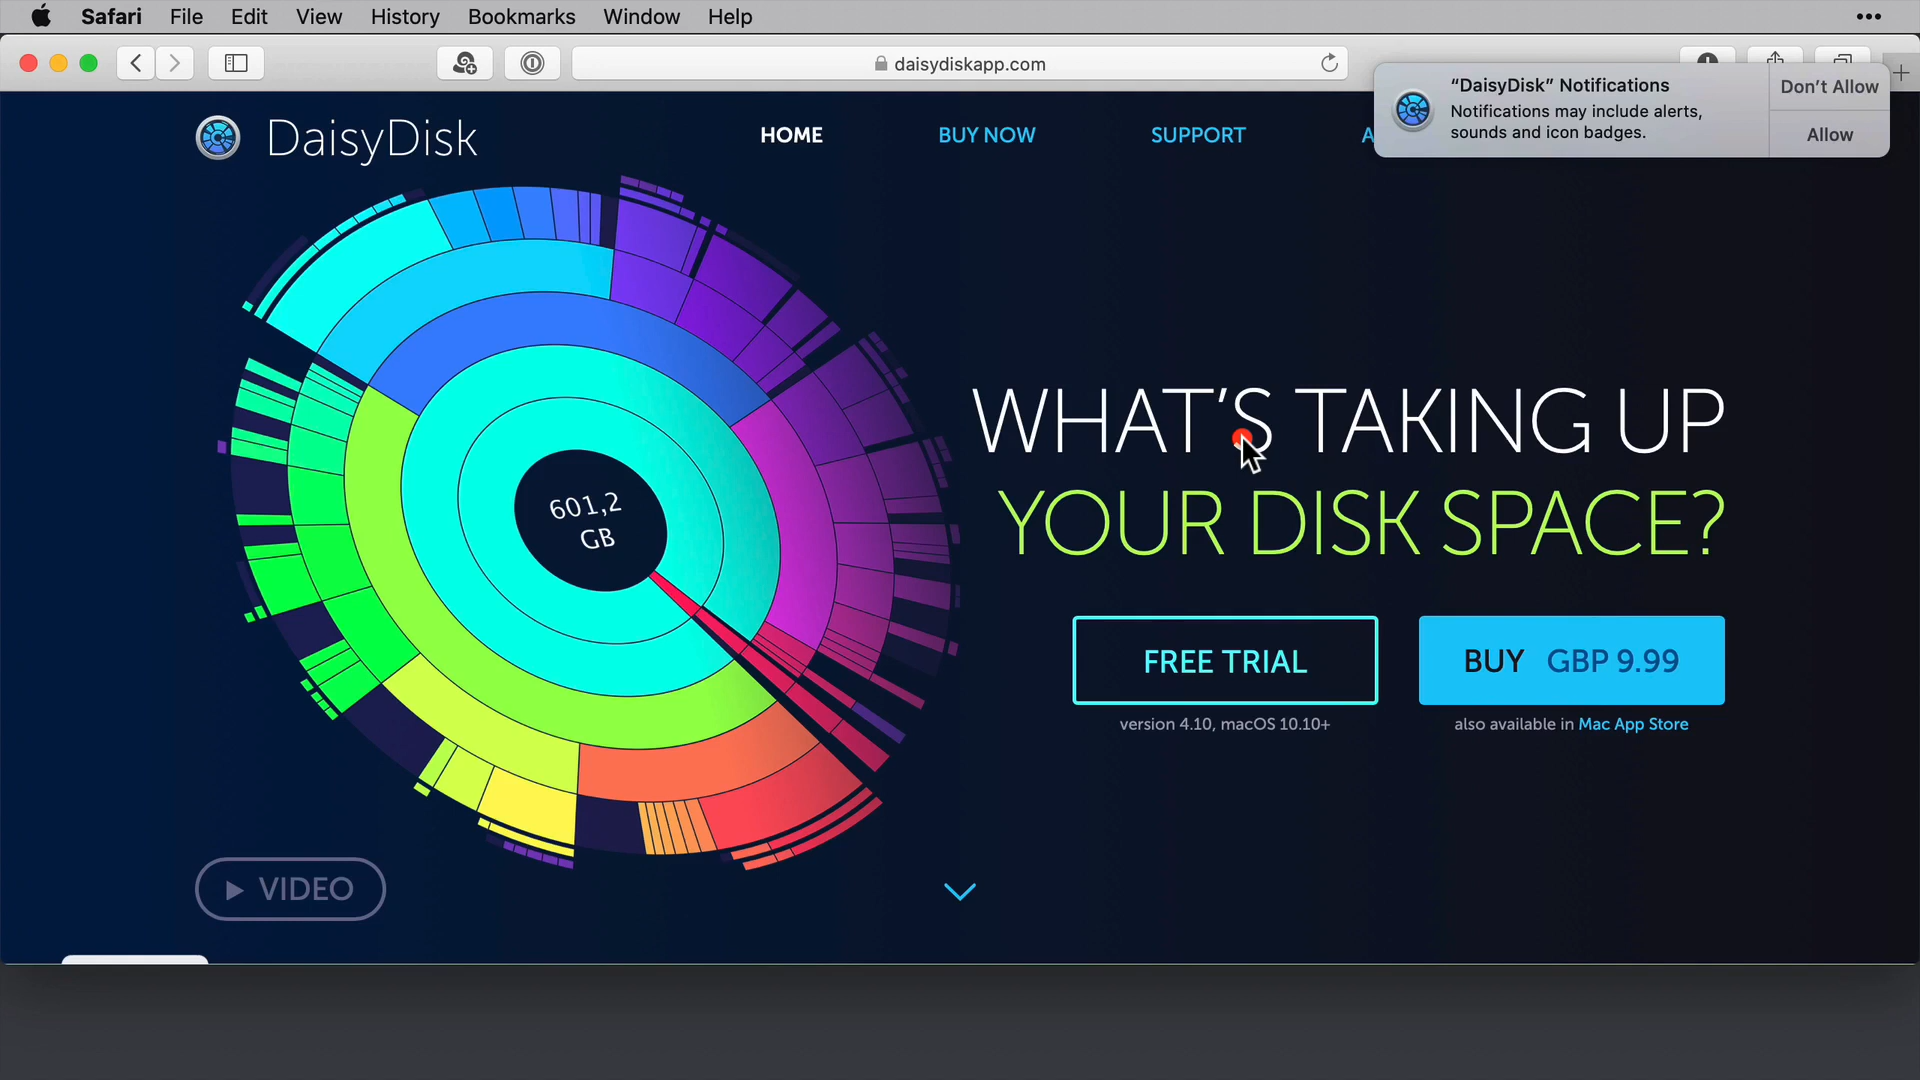 Safari File Edit View History Bookmarks Window Help
daisydiskapp.com
“DaisyDisk” Notifications
Notifications may include alerts,
sounds and icon badges.
Don’t Allow
Allow
DaisyDisk
HOME BUY NOW SUPPORT A
601,2
GB
WHAT’S TAKING UP
YOUR DISK SPACE?
FREE TRIAL
version 4.10, macOS 10.10+
BUY GBP 9.99
also available in Mac App Store
VIDEO